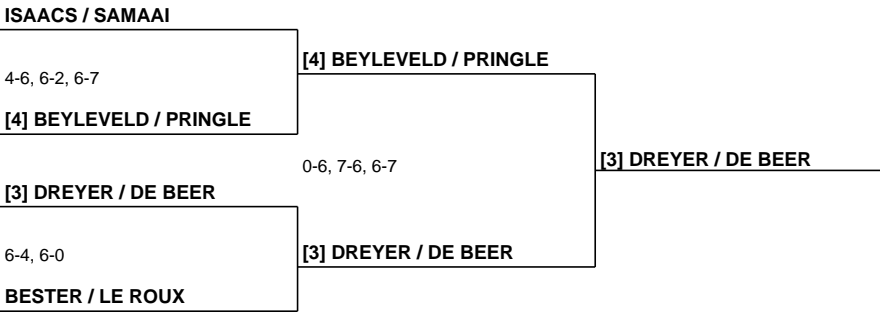 ISAACS / SAMAAI
4-6, 6-2, 6-7
[4] BEYLEVELD / PRINGLE
[4] BEYLEVELD / PRINGLE
0-6, 7-6, 6-7
[3] DREYER / DE BEER
[3] DREYER / DE BEER
6-4, 6-0
[3] DREYER / DE BEER
BESTER / LE ROUX